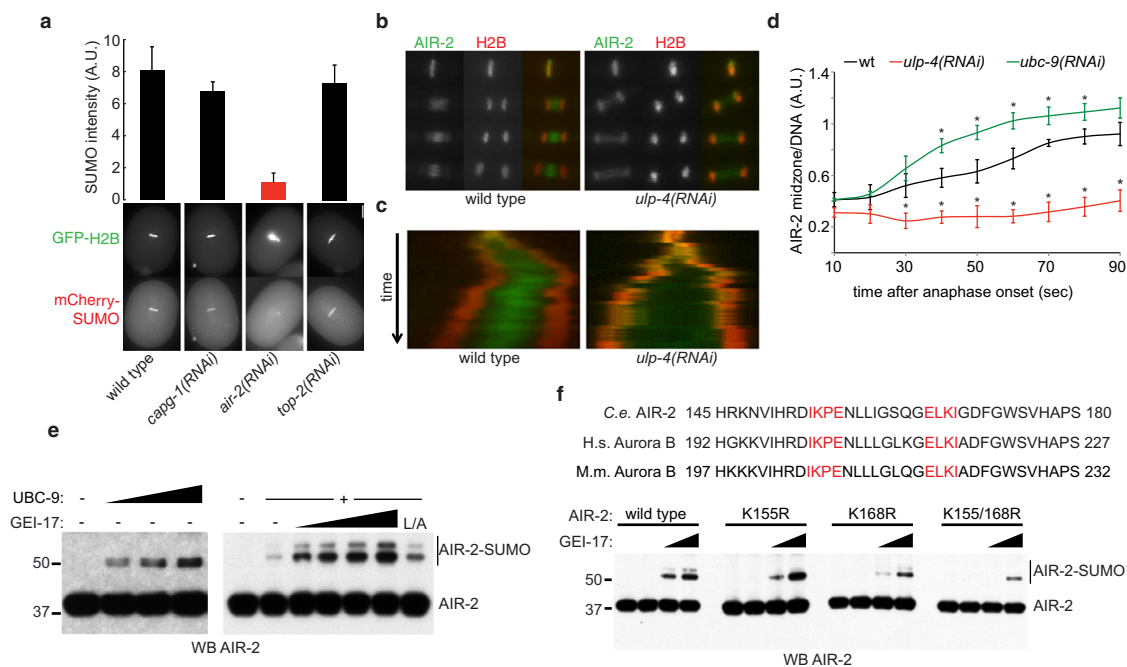 a
SUMO intensity (A.U.)
10
8
6
4
2
0
GFP-H2B
mCherry-
SUMO
wild type
capg-1(RNAi)
air-2(RNAi)
top-2(RNAi)
b
AIR-2 H2B AIR-2 H2B
wild type ulp-4(RNAi)
c
time
wild type ulp-4(RNAi)
d
wt ulp-4(RNAi) ubc-9(RNAi)
AIR-2 midzone/DNA (A.U.)
1.4
1
0.6
0.2
* * * * * *
* * * * * * *
10 30 50 70 90
time after anaphase onset (sec)
e
UBC-9: - - +
GEI-17: - - - - - - L/A
50
37
AIR-2-SUMO
AIR-2
WB AIR-2
f
C.e. AIR-2 145 HRKNVIHRDIKPENLLIGSQGELKIGDFGWSVHAPS 180
H.s. Aurora B 192 HGKKVIHRDIKPENLLLGLKGELKIADFGWSVHAPS 227
M.m. Aurora B 197 HKKKVIHRDIKPENLLLGLQGELKIADFGWSVHAPS 232
AIR-2: wild type K155R K168R K155/168R
GEI-17:
50
37
AIR-2-SUMO
AIR-2
WB AIR-2